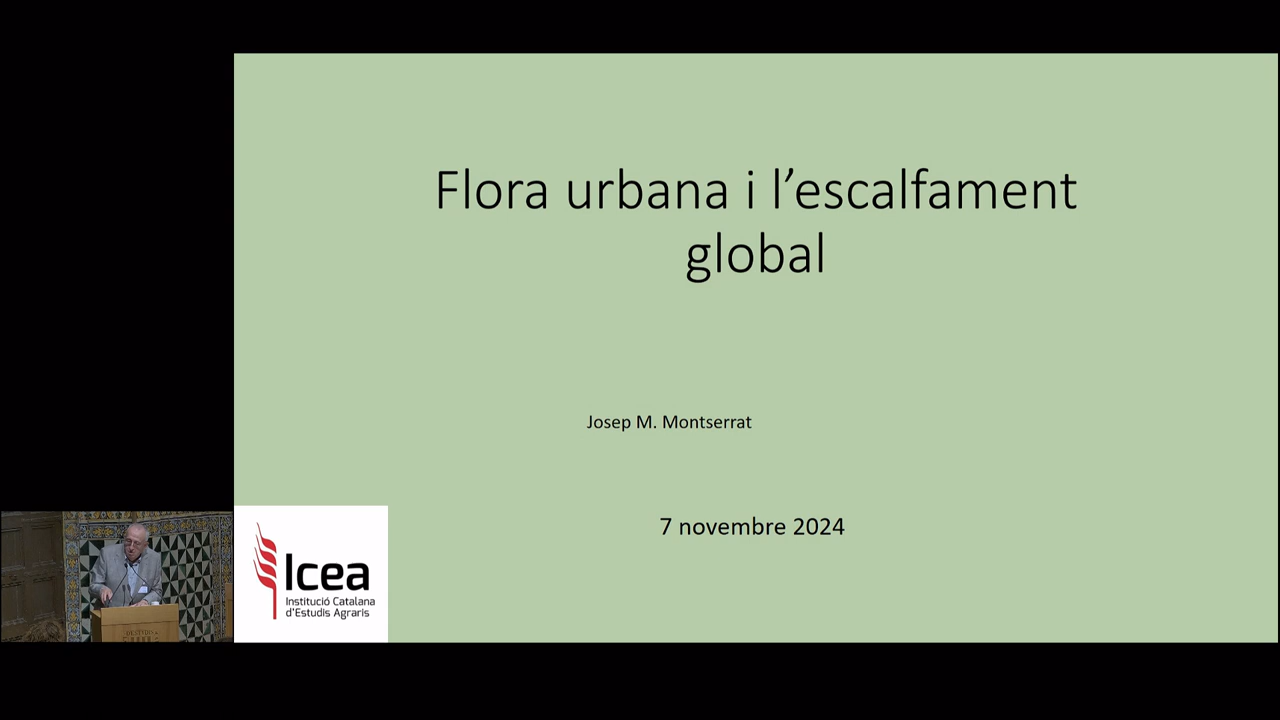 Flora urbana i l’escalfament
global
Josep M. Montserrat
7 novembre 2024
Icea
Institució Catalana
d'Estudis Agraris